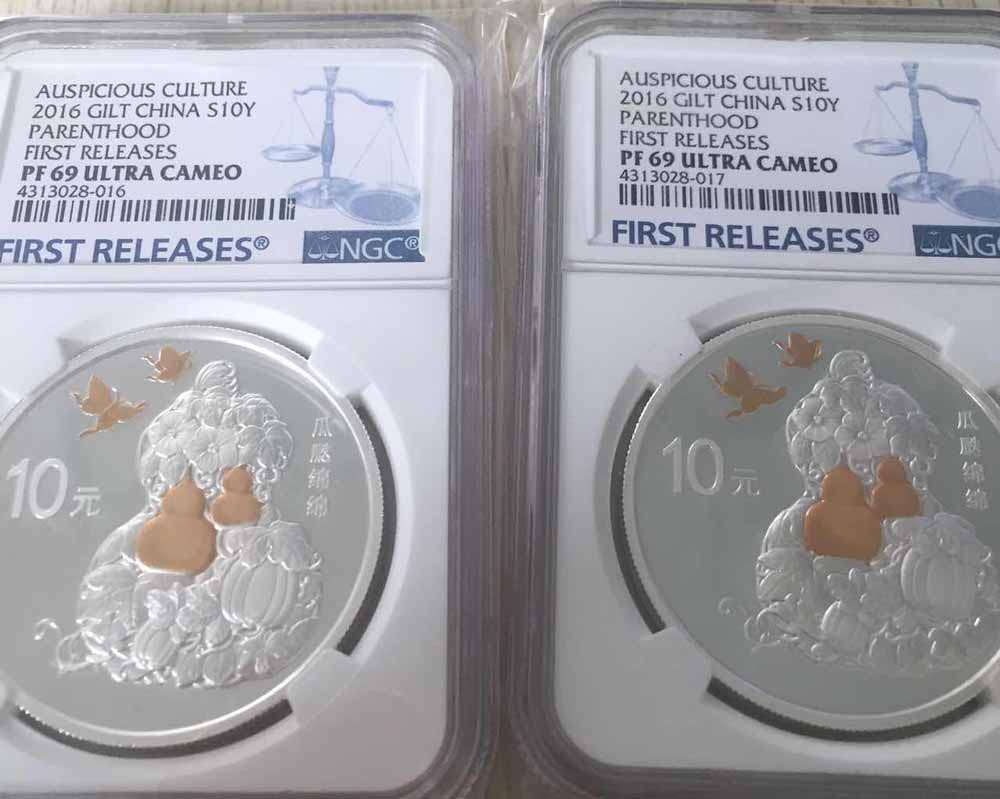 AUSPICIOUS CULTURE
2016 GILT CHINA S10Y
PARENTHOOD
FIRST RELEASES
PF 69 ULTRA CAMEO
4313028-016
FIRST RELEASES®
NGC®
10元
瓜瓞绵绵
AUSPICIOUS CULTURE
2016 GILT CHINA S10Y
PARENTHOOD
FIRST RELEASES
PF 69 ULTRA CAMEO
4313028-017
FIRST RELEASES®
NGC
10元
瓜瓞绵绵